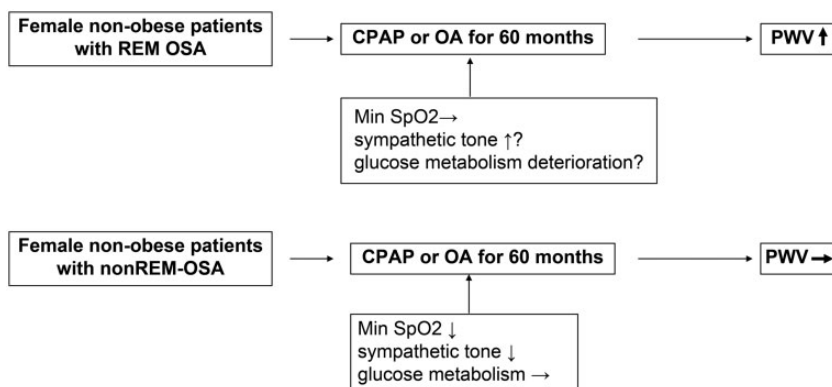 Female non-obese patients
with REM OSA
CPAP or OA for 60 months
PWV ↑
Min SpO2→
sympathetic tone ↑?
glucose metabolism deterioration?
Female non-obese patients
with nonREM-OSA
CPAP or OA for 60 months
PWV →
Min SpO2 ↓
sympathetic tone ↓
glucose metabolism →